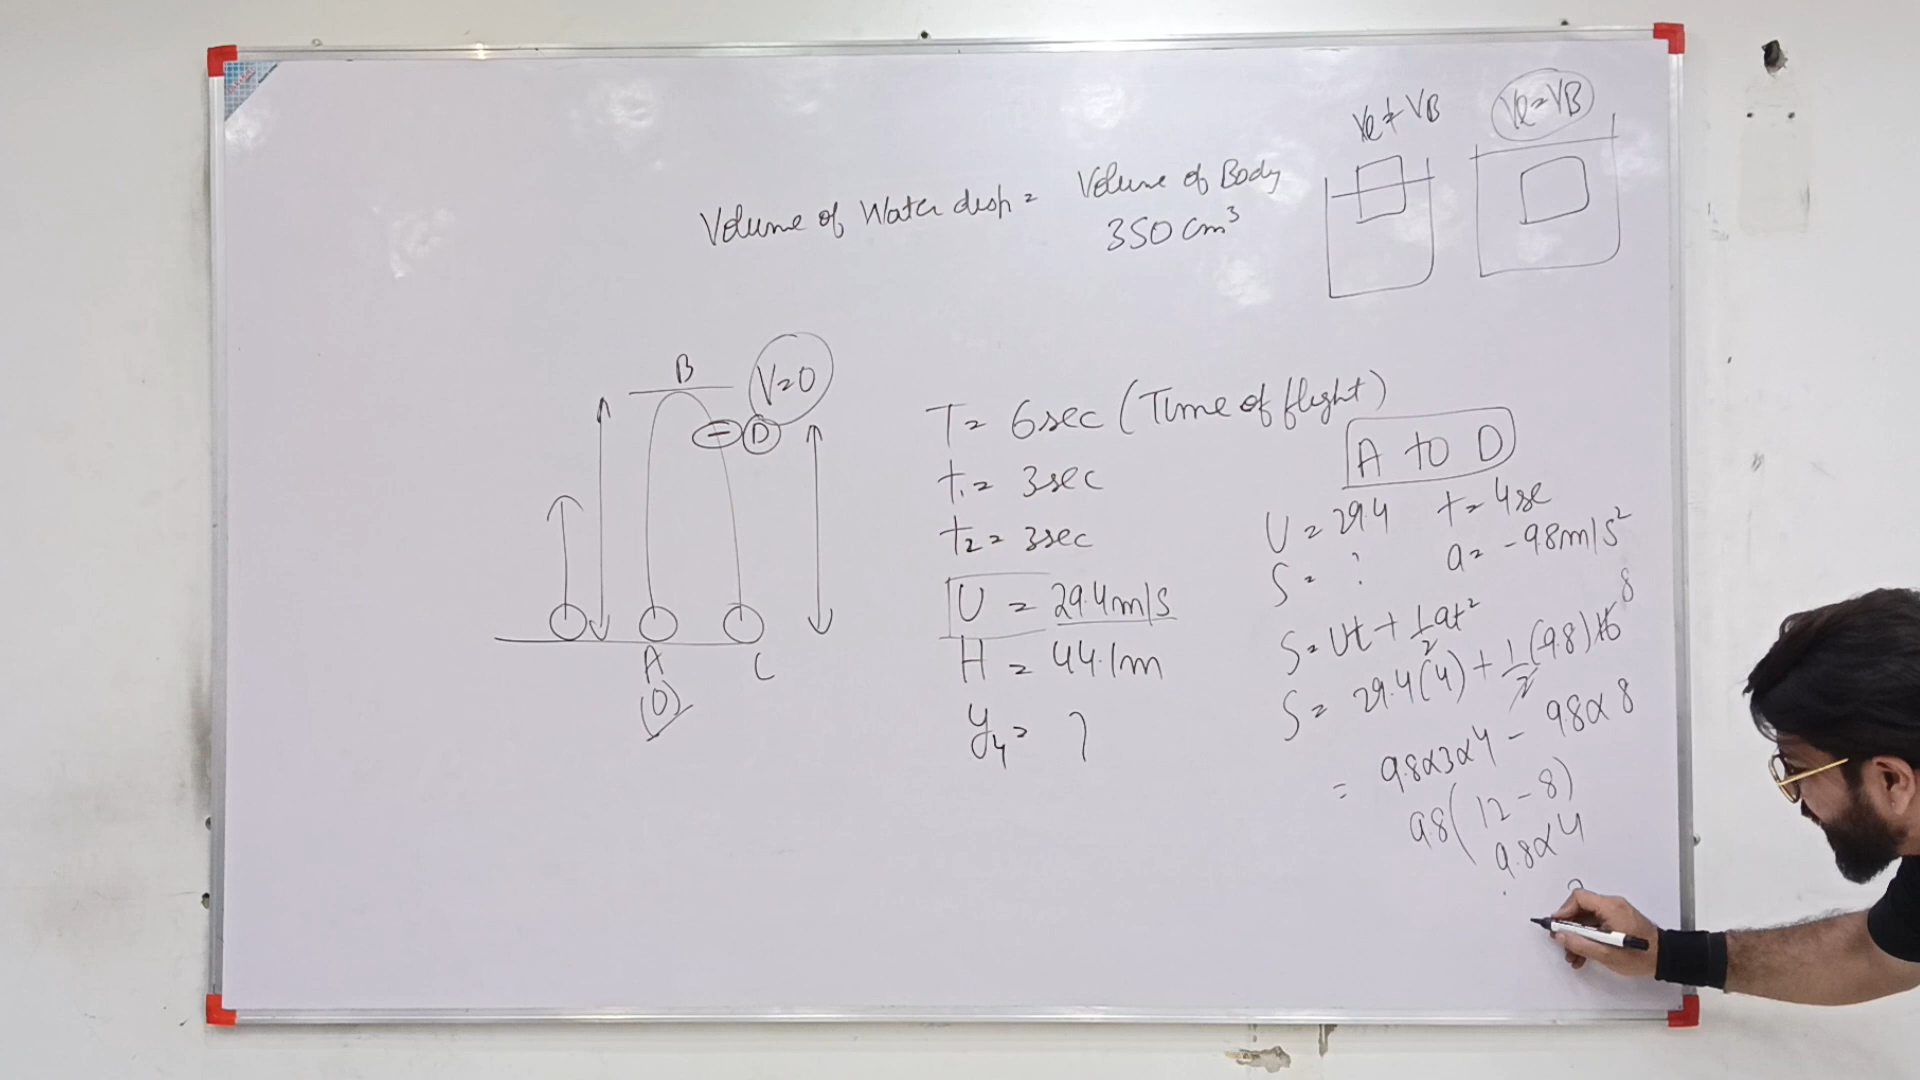 Ve ≠ VB
Ve = VB
Volume of Water disp = Volume of Body
350 cm³
B
V=0
D
A
C
(0)
T = 6sec (Time of flight)
t₁ = 3sec
t₂ = 3sec
U = 29.4m/s
H = 44.1m
y₄ = ?
A to D
U = 29.4 t = 4se
S = ? a = -9.8m/s²
S = Ut + 1/2 at²
S = 29.4(4) + 1/2 (-9.8) 16 8
= 9.8×3×4 - 9.8×8
9.8(12-8)
9.8×4